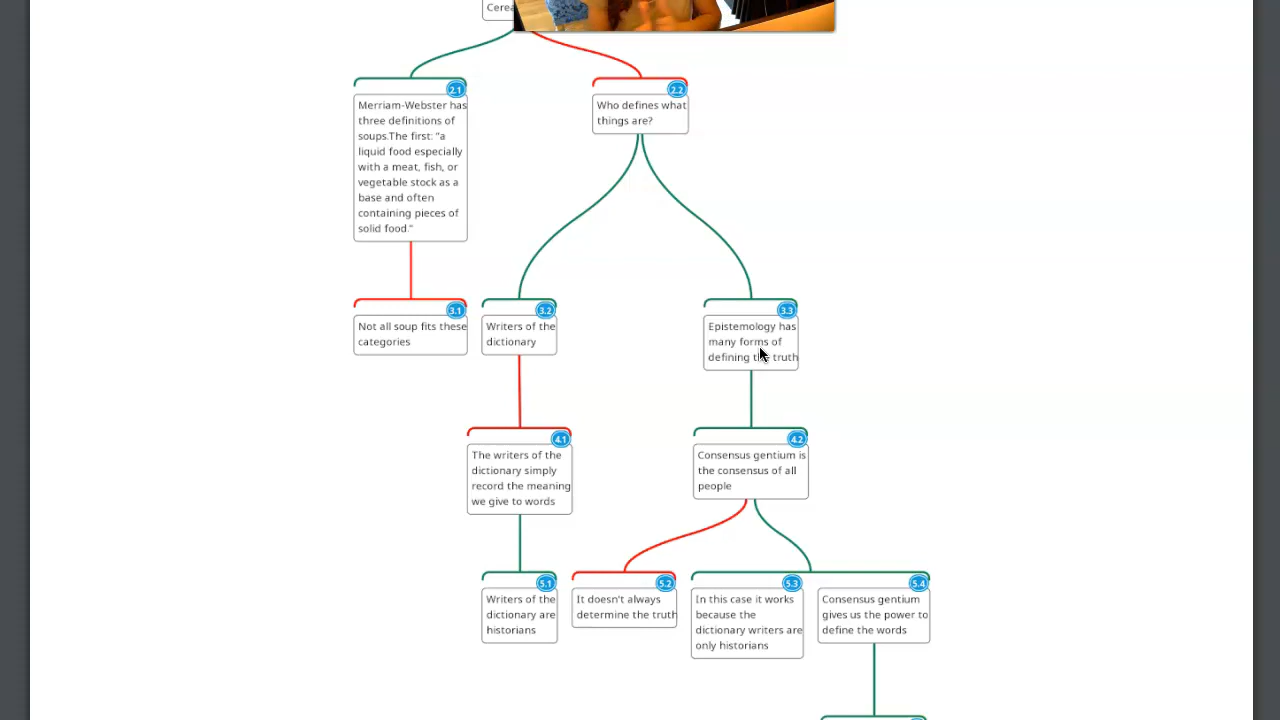 Cerea
2.1
Merriam-Webster has
three definitions of
soups.The first: "a
liquid food especially
with a meat, fish, or
vegetable stock as a
base and often
containing pieces of
solid food."
2.2
Who defines what
things are?
3.1
Not all soup fits these
categories
3.2
Writers of the
dictionary
3.3
Epistemology has
many forms of
defining the truth
4.1
The writers of the
dictionary simply
record the meaning
we give to words
4.2
Consensus gentium is
the consensus of all
people
5.1
Writers of the
dictionary are
historians
5.2
It doesn't always
determine the truth
5.3
In this case it works
because the
dictionary writers are
only historians
5.4
Consensus gentium
gives us the power to
define the words